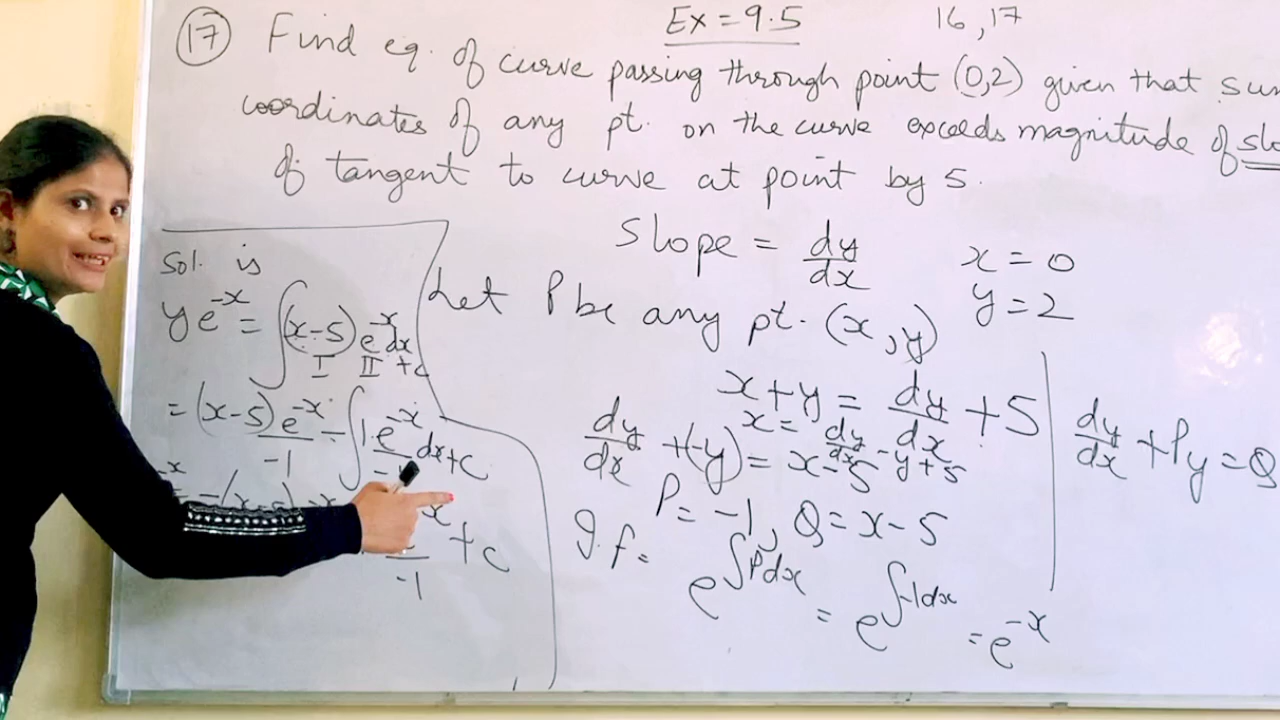 Ex = 9.5
16, 17
(17) Find eq. of curve passing through point (0,2) given that
coordinates of any pt. on the curve exceeds magnitude of
of tangent to curve at point by 5.
Slope = dy/dx
x = 0
y = 2
Let P be any pt. (x, y)
x + y = dy/dx + 5
x = dy/dx - y + 5
dy/dx + (-y) = x - 5
dy/dx + Py = Q
P = -1, Q = x - 5
I.f = e^∫Pdx = e^∫-1dx = e^-x
Sol. is
y e^-x = ∫(x-5) e^-x dx + c
I II
= (x-5) e^-x/-1 - ∫1. e^-x/-1 dx + c
-x/-1 + c